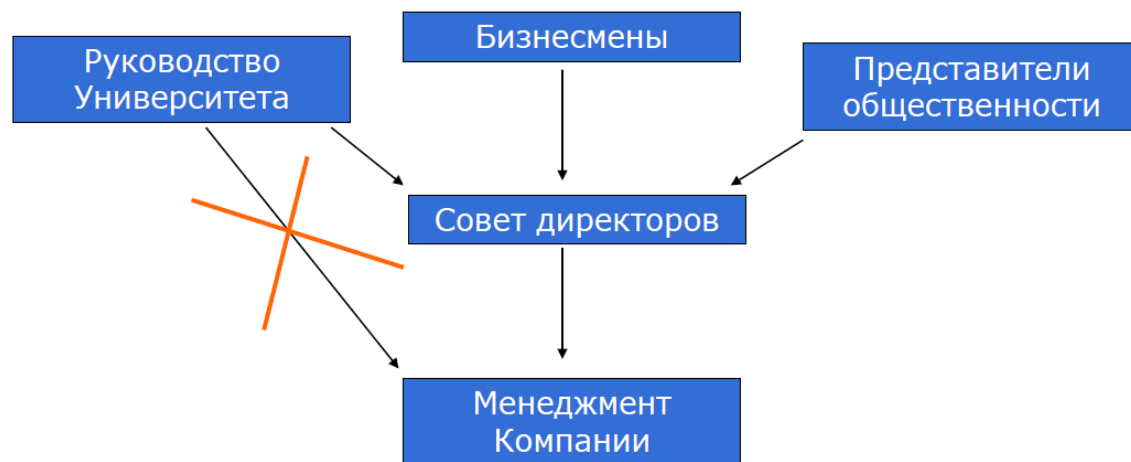 Руководство
Университета
Бизнесмены
Представители
общественности
Совет директоров
Менеджмент
Компании